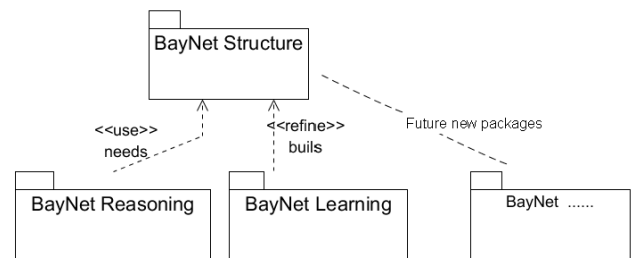 BayNet Structure
<<use>>
needs
<<refine>>
buils
Future new packages
BayNet Reasoning
BayNet Learning
BayNet ......